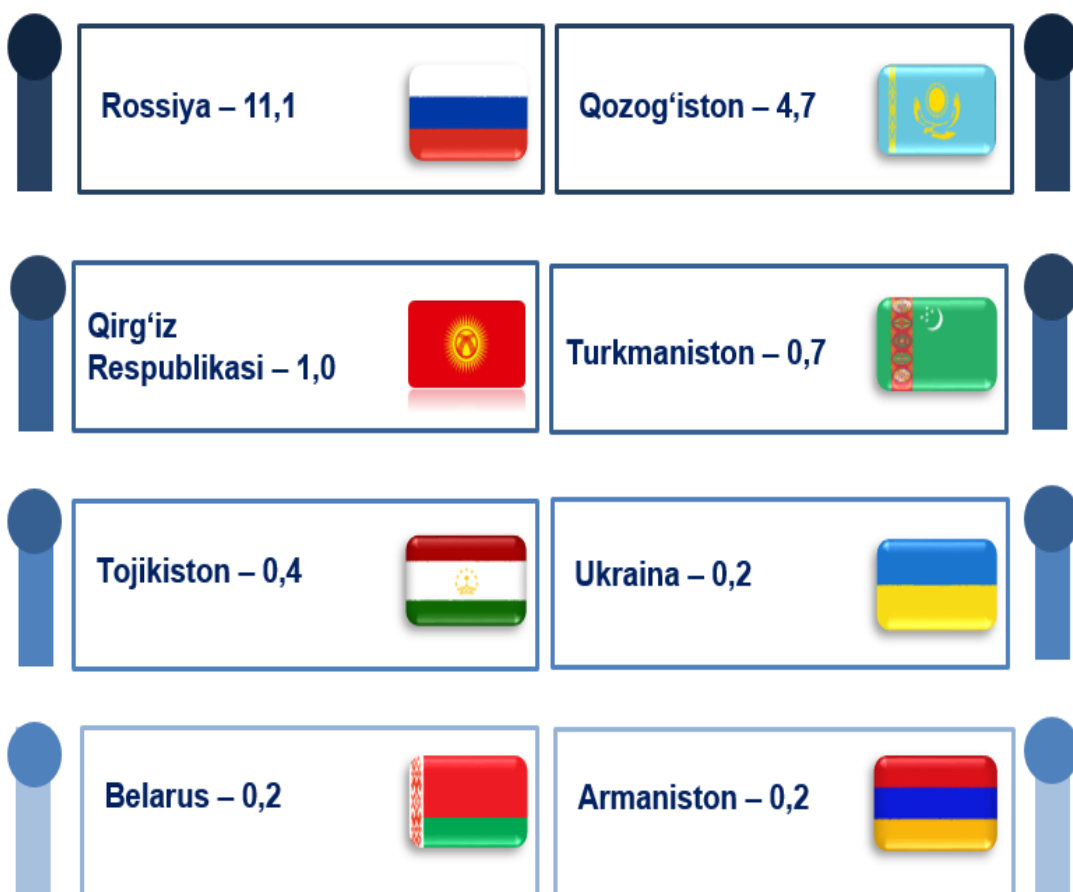 Rossiya – 11,1
Qozog‘iston – 4,7
Qirg‘iz
Respublikasi – 1,0
Turkmaniston – 0,7
Tojikiston – 0,4
Ukraina – 0,2
Belarus – 0,2
Armaniston – 0,2